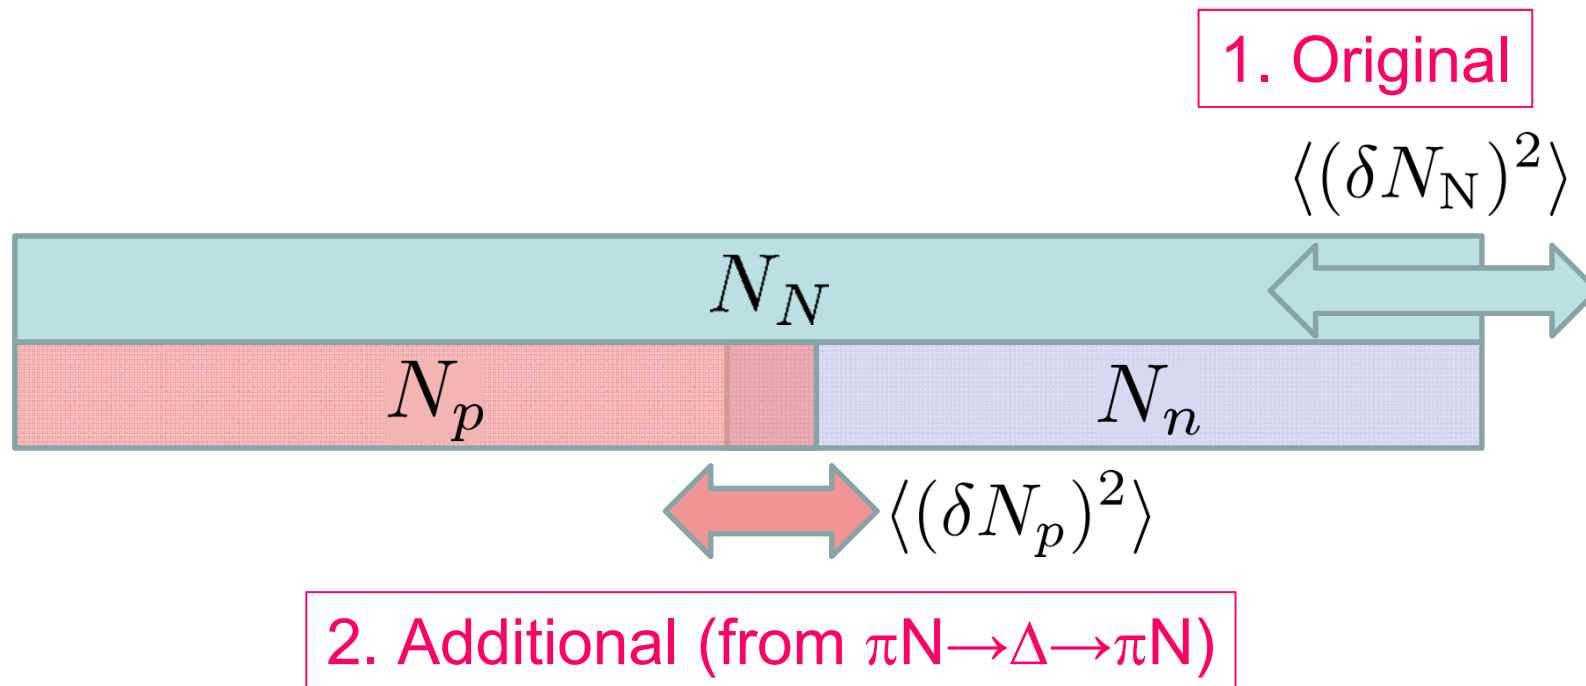 1. Original
⟨(δN_N)²⟩
N_N
N_p
N_n
⟨(δN_p)²⟩
2. Additional (from πN→Δ→πN)